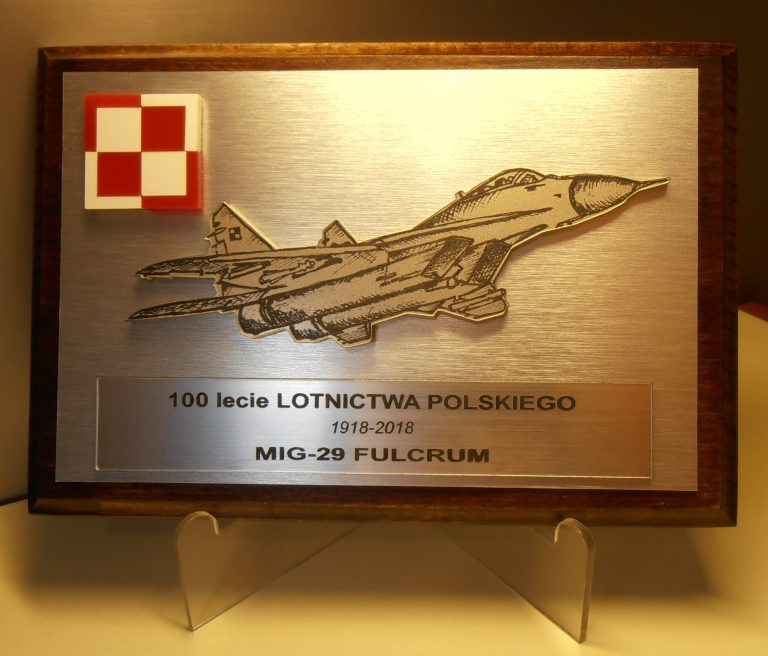 100 lecie LOTNICTWA POLSKIEGO
1918-2018
MIG-29 FULCRUM